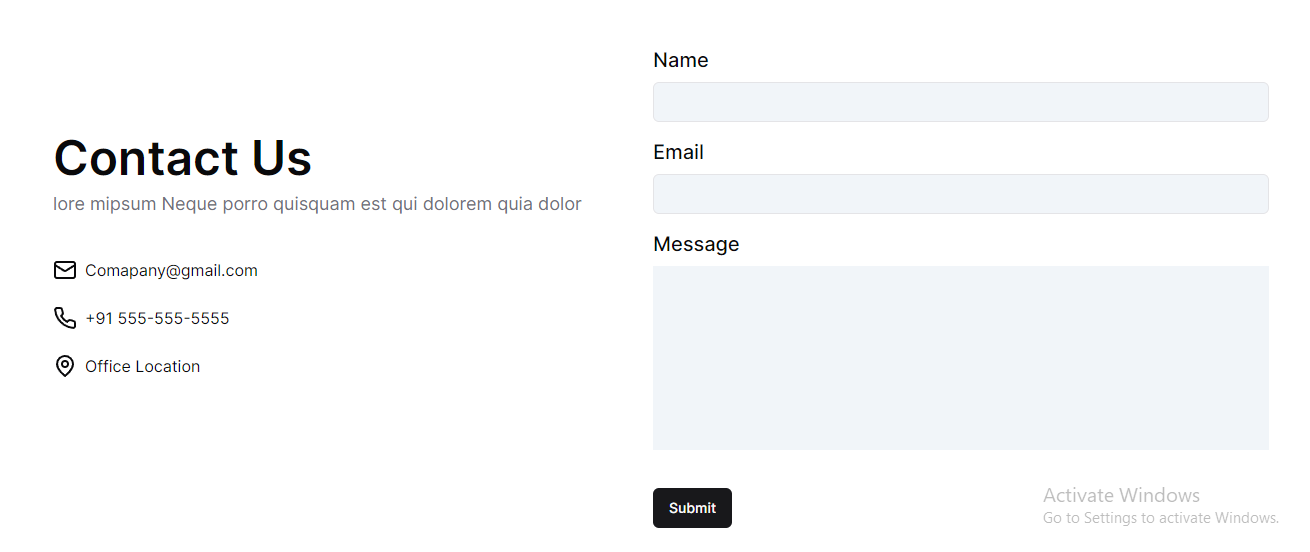 Contact Us
lore mipsum Neque porro quisquam est qui dolorem quia dolor
Comapany@gmail.com
+91 555-555-5555
Office Location
Name
Email
Message
Submit
Activate Windows
Go to Settings to activate Windows.